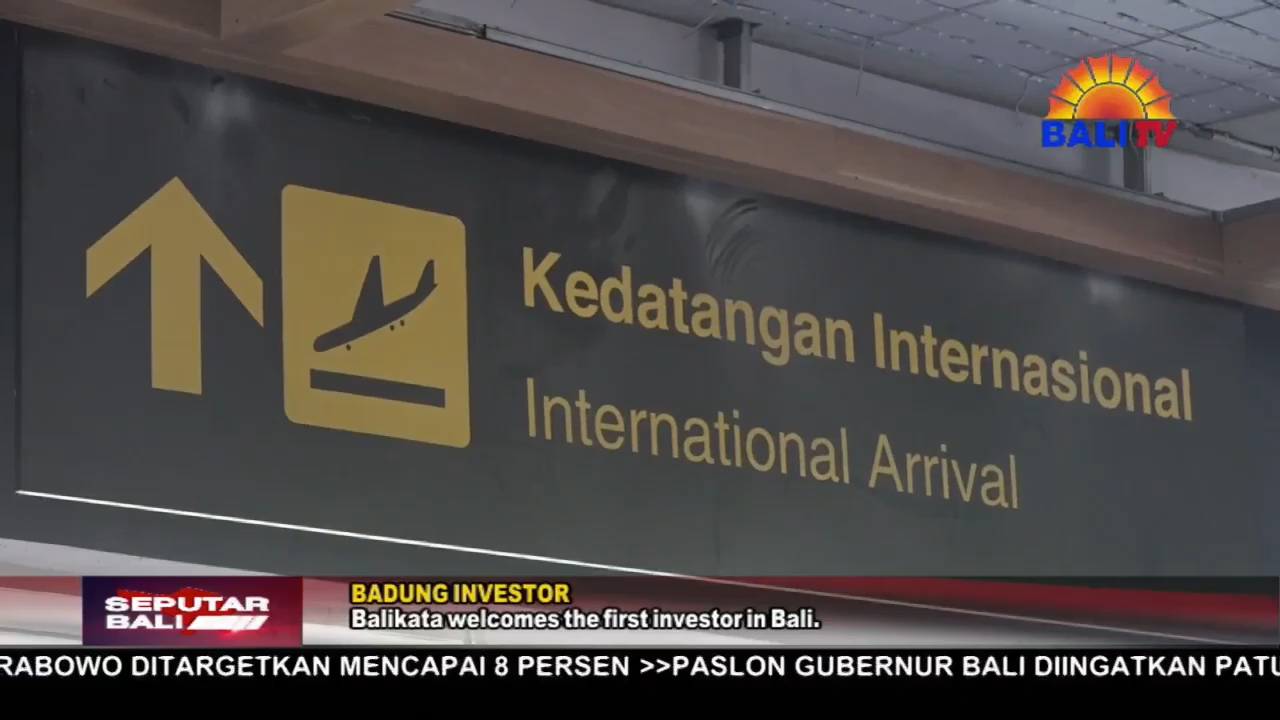 BALI TV
Kedatangan Internasional
International Arrival
SEPUTAR
BALI
BADUNG INVESTOR
Balikata welcomes the first investor in Bali.
RABOWO DITARGETKAN MENCAPAI 8 PERSEN >>PASLON GUBERNUR BALI DIINGATKAN PATU